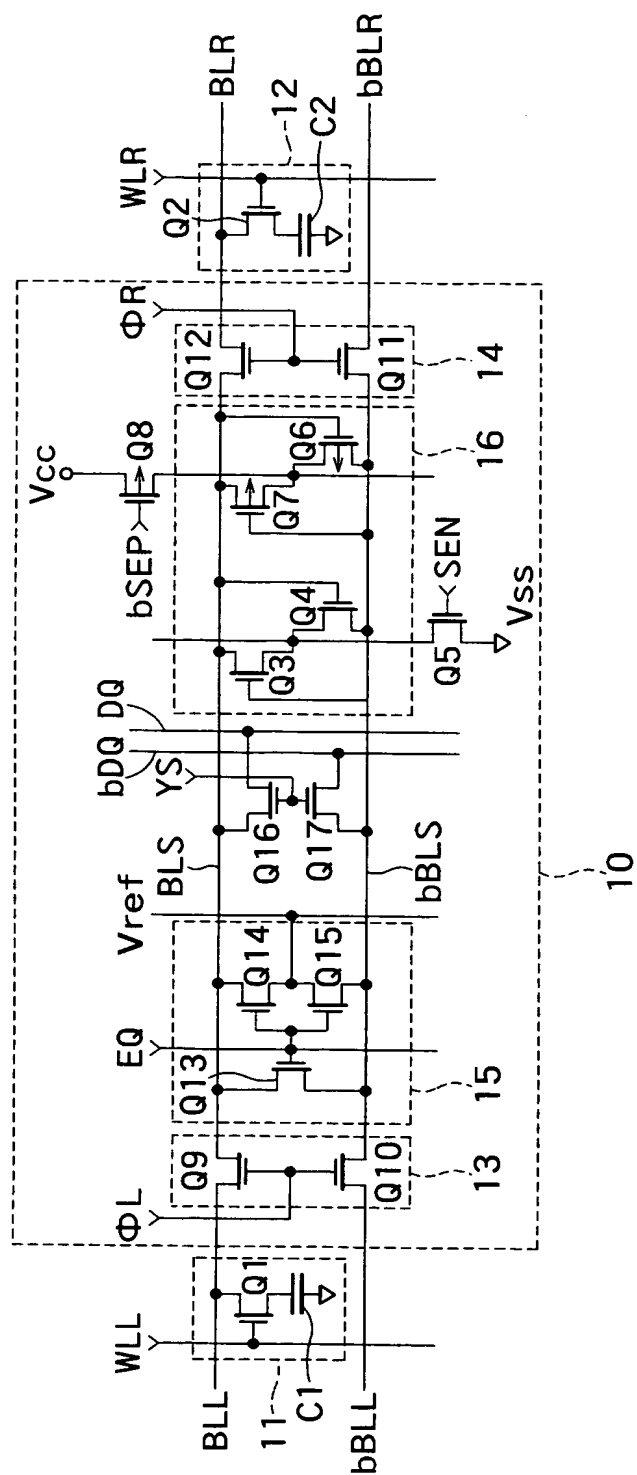 WLL
ΦL
EQ
Vref
bDQ DQ
YS
bSEP
Vcc
Q8
ΦR
WLR
BLL
Q1
Q9
Q13
Q14
BLS
Q16
Q3
Q7
Q12
Q2
12
BLR
11
C1
Q10
Q15
Q17
Q4
Q6
Q11
C2
bBLL
13
15
bBLS
Q5
SEN
Vss
16
14
bBLR
10